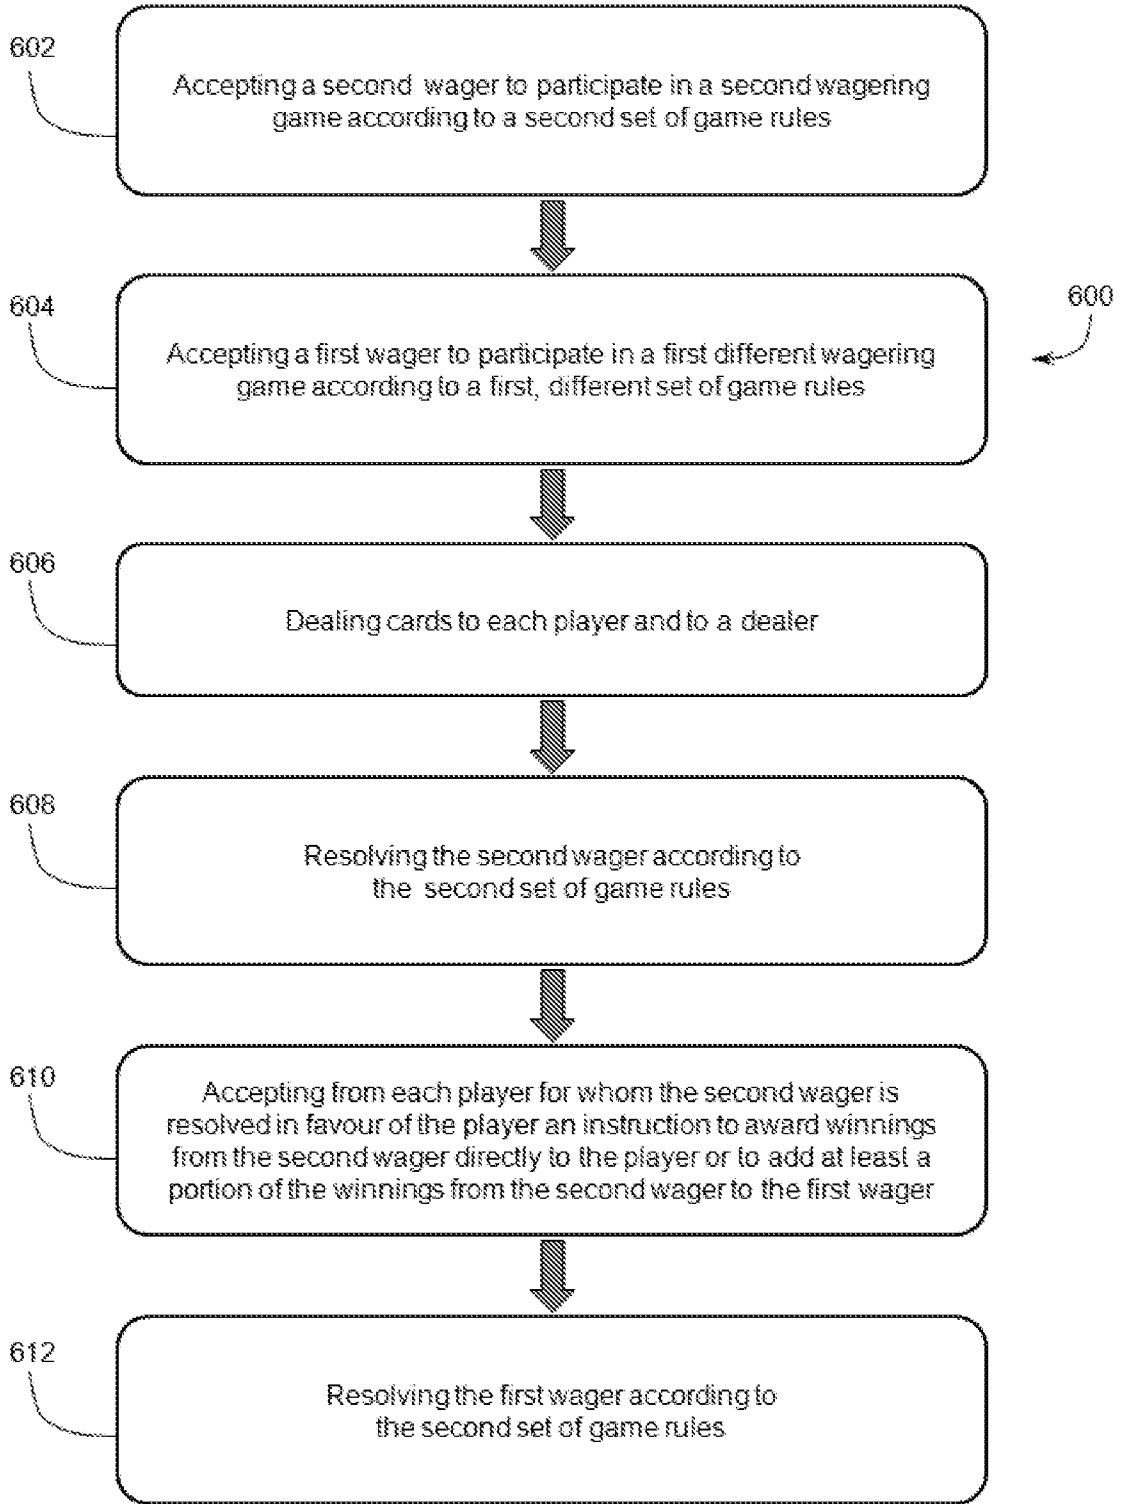 602
Accepting a second wager to participate in a second wagering
game according to a second set of game rules
604
600
Accepting a first wager to participate in a first different wagering
game according to a first, different set of game rules
606
Dealing cards to each player and to a dealer
608
Resolving the second wager according to
the second set of game rules
610
Accepting from each player for whom the second wager is
resolved in favour of the player an instruction to award winnings
from the second wager directly to the player or to add at least a
portion of the winnings from the second wager to the first wager
612
Resolving the first wager according to
the second set of game rules